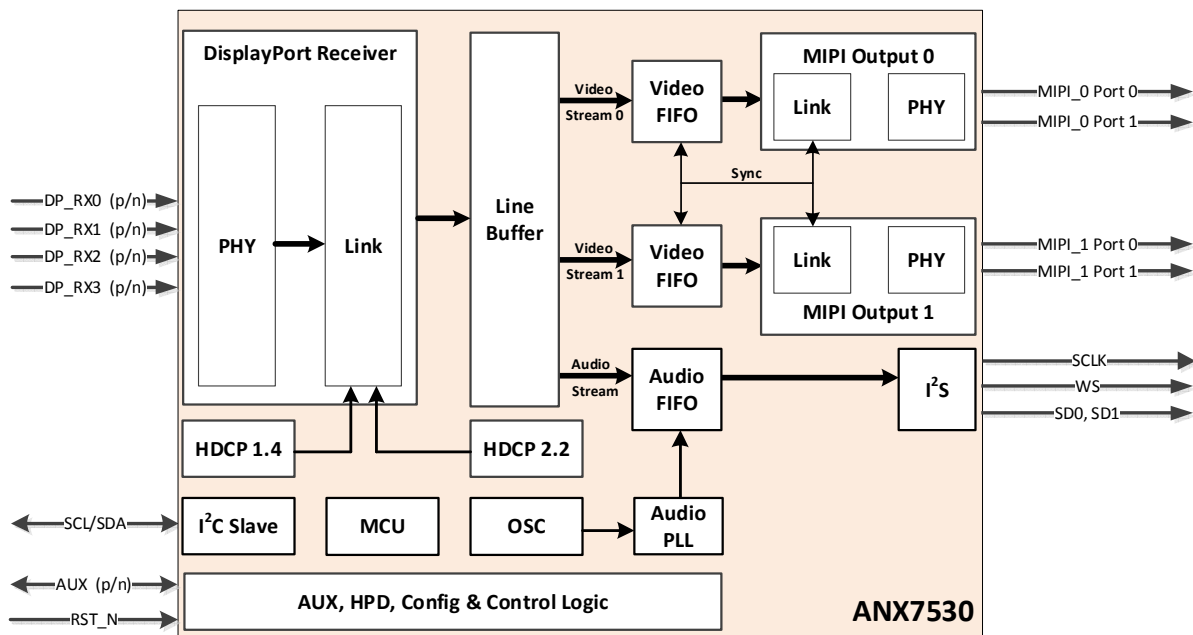 DisplayPort Receiver
PHY
Link
Line
Buffer
Video
Stream 0
Video
FIFO
MIPI Output 0
Link
PHY
MIPI_0 Port 0
MIPI_0 Port 1
Sync
DP_RX0 (p/n)
DP_RX1 (p/n)
DP_RX2 (p/n)
DP_RX3 (p/n)
Video
Stream 1
Video
FIFO
Link
PHY
MIPI Output 1
MIPI_1 Port 0
MIPI_1 Port 1
Audio
Stream
Audio
FIFO
I²S
SCLK
WS
SD0, SD1
HDCP 1.4
HDCP 2.2
SCL/SDA
I²C Slave
MCU
OSC
Audio
PLL
AUX (p/n)
RST_N
AUX, HPD, Config & Control Logic
ANX7530